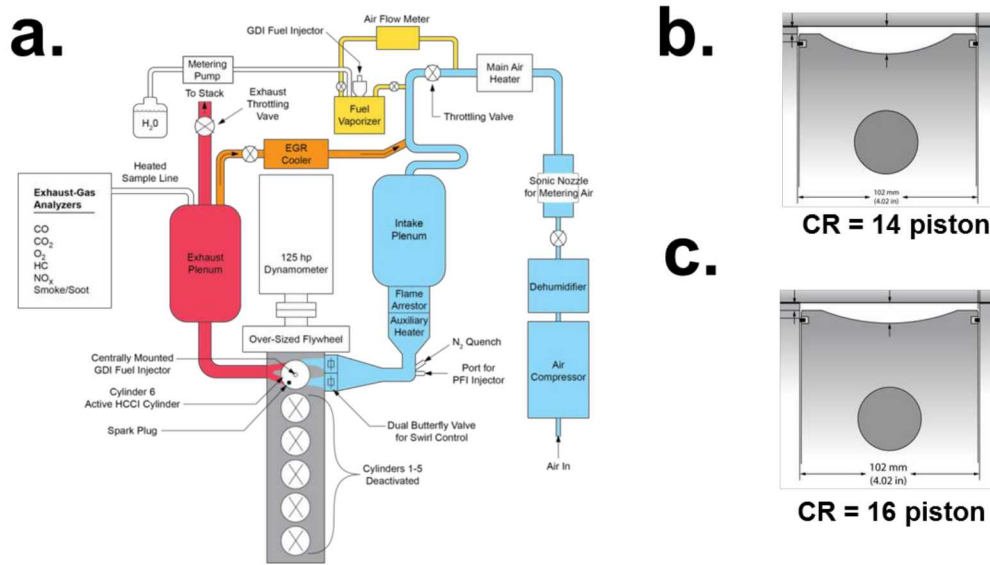 a.
Air Flow Meter
GDI Fuel Injector
Metering
Pump
Main Air
Heater
To Stack
Exhaust
Throttling
Vave
H20
Fuel
Vaporizer
Throttling Valve
EGR
Cooler
Heated
Sample Line
Exhaust-Gas
Analyzers
CO
CO2
O2
HC
NOX
Smoke/Soot
Exhaust
Plenum
125 hp
Dynamometer
Intake
Plenum
Sonic Nozzle
for Metering Air
Flame
Arrestor
Auxiliary
Heater
Dehumidifier
Over-Sized Flywheel
N2 Quench
Centrally Mounted
GDI Fuel Injector
Port for
PFI Injector
Air
Compressor
Cylinder 6
Active HCCI Cylinder
Spark Plug
Dual Butterfly Valve
for Swirl Control
Cylinders 1-5
Deactivated
Air In
b.
102 mm
(4.02 in)
CR = 14 piston
c.
102 mm
(4.02 in)
CR = 16 piston